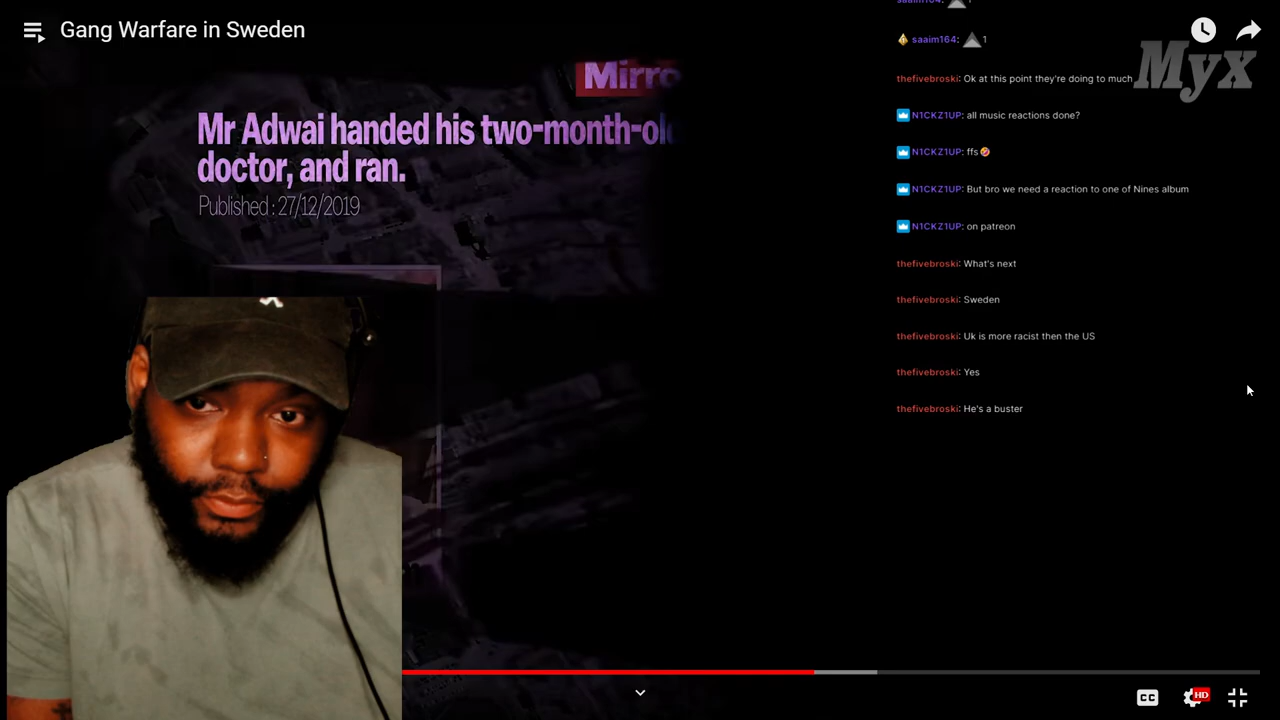 Gang Warfare in Sweden
saaim164: 1
Myx
Mirro
thefivebroski: Ok at this point they're doing to much
Mr Adwai handed his two-month-ol
doctor, and ran.
Published : 27/12/2019
N1CKZ1UP: all music reactions done?
N1CKZ1UP: ffs🤣
N1CKZ1UP: But bro we need a reaction to one of Nines album
N1CKZ1UP: on patreon
thefivebroski: What's next
thefivebroski: Sweden
thefivebroski: Uk is more racist then the US
thefivebroski: Yes
thefivebroski: He's a buster
CC
HD